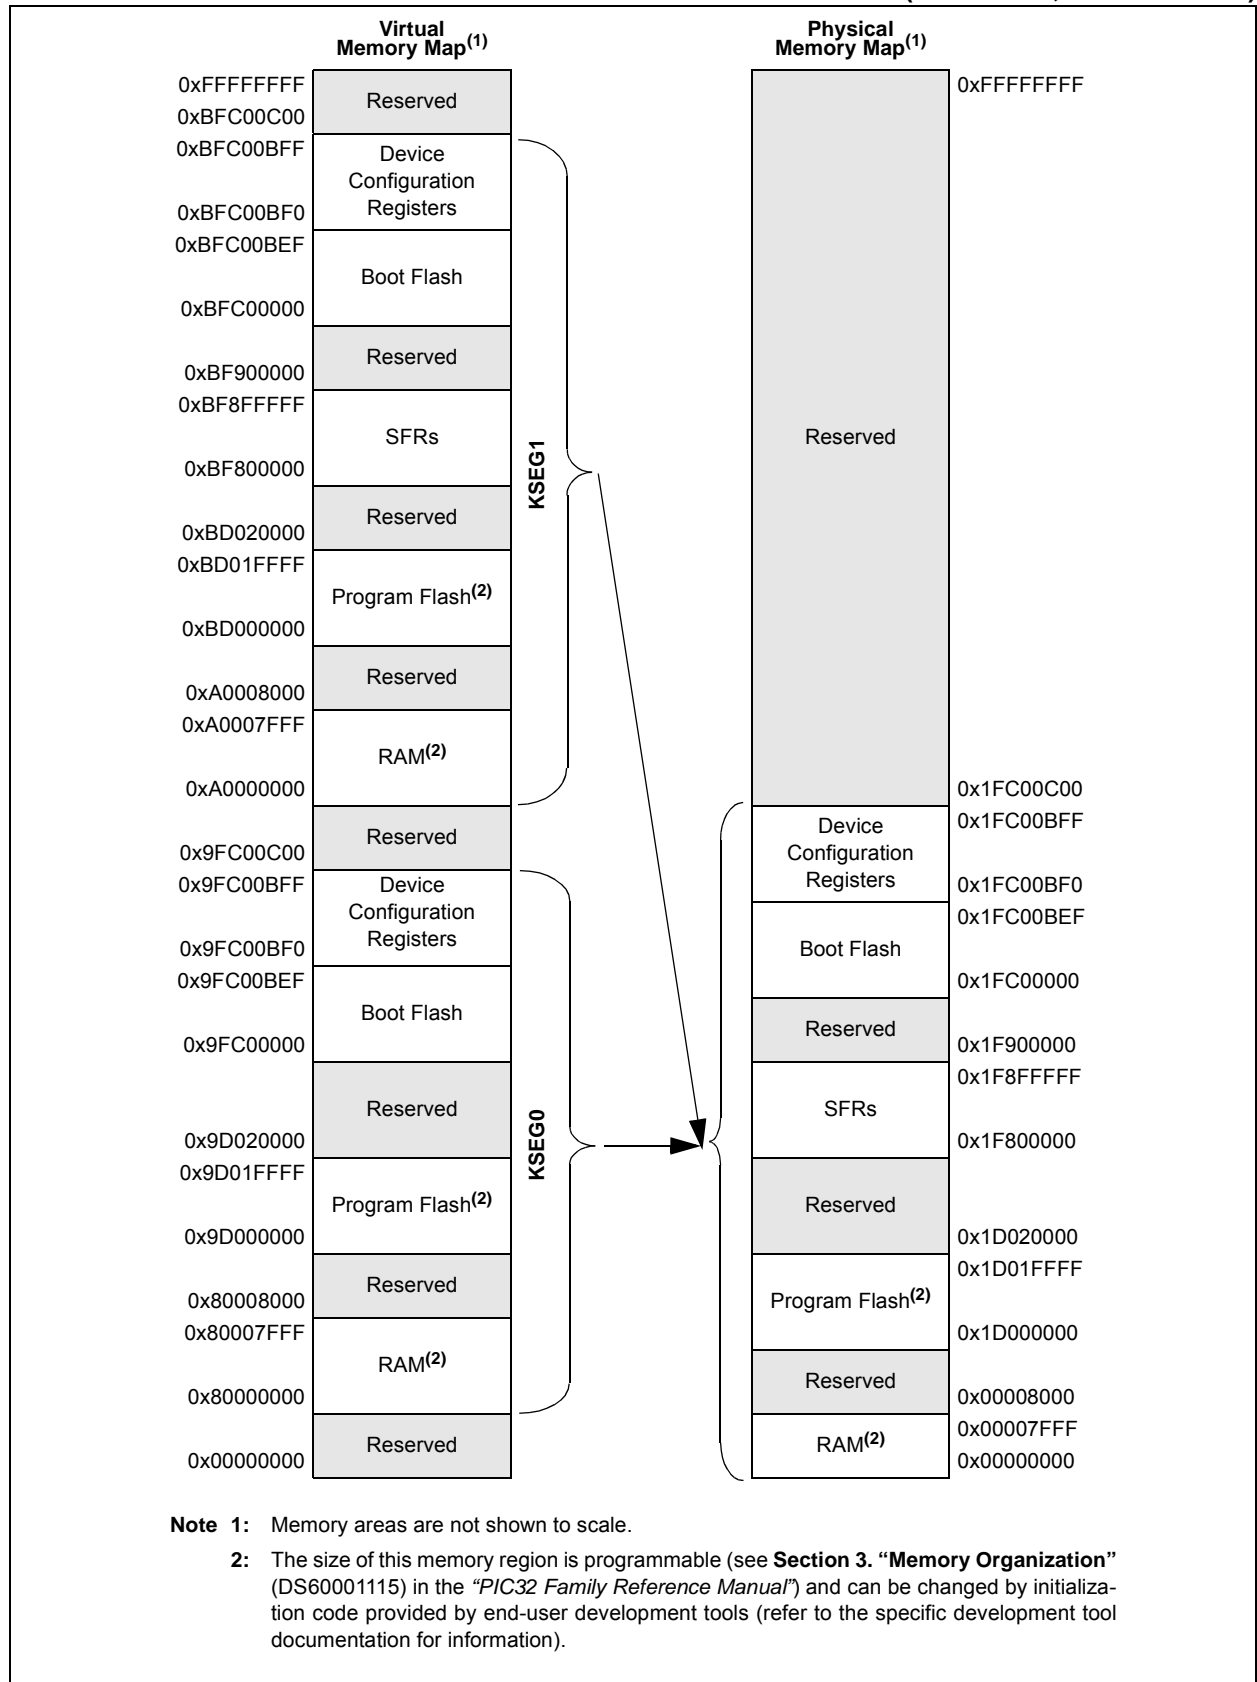 Virtual
Memory Map(1)
0xFFFFFFFF
Reserved
0xBFC00C00
0xBFC00BFF
Device
Configuration
Registers
0xBFC00BF0
0xBFC00BEF
Boot Flash
0xBFC00000
Reserved
0xBF900000
0xBF8FFFFF
SFRs
0xBF800000
Reserved
0xBD020000
0xBD01FFFF
Program Flash(2)
0xBD000000
Reserved
0xA0008000
0xA0007FFF
RAM(2)
0xA0000000
KSEG1
Reserved
0x9FC00C00
0x9FC00BFF
Device
Configuration
Registers
0x9FC00BF0
0x9FC00BEF
Boot Flash
0x9FC00000
Reserved
0x9D020000
0x9D01FFFF
Program Flash(2)
0x9D000000
Reserved
0x80008000
0x80007FFF
RAM(2)
0x80000000
KSEG0
Reserved
0x00000000
Physical
Memory Map(1)
0xFFFFFFFF
Reserved
0x1FC00C00
0x1FC00BFF
Device
Configuration
Registers
0x1FC00BF0
0x1FC00BEF
Boot Flash
0x1FC00000
Reserved
0x1F900000
0x1F8FFFFF
SFRs
0x1F800000
Reserved
0x1D020000
0x1D01FFFF
Program Flash(2)
0x1D000000
Reserved
0x00008000
0x00007FFF
RAM(2)
0x00000000
Note 1: Memory areas are not shown to scale.
2: The size of this memory region is programmable (see Section 3. “Memory Organization”
(DS60001115) in the “PIC32 Family Reference Manual”) and can be changed by initializa-
tion code provided by end-user development tools (refer to the specific development tool
documentation for information).